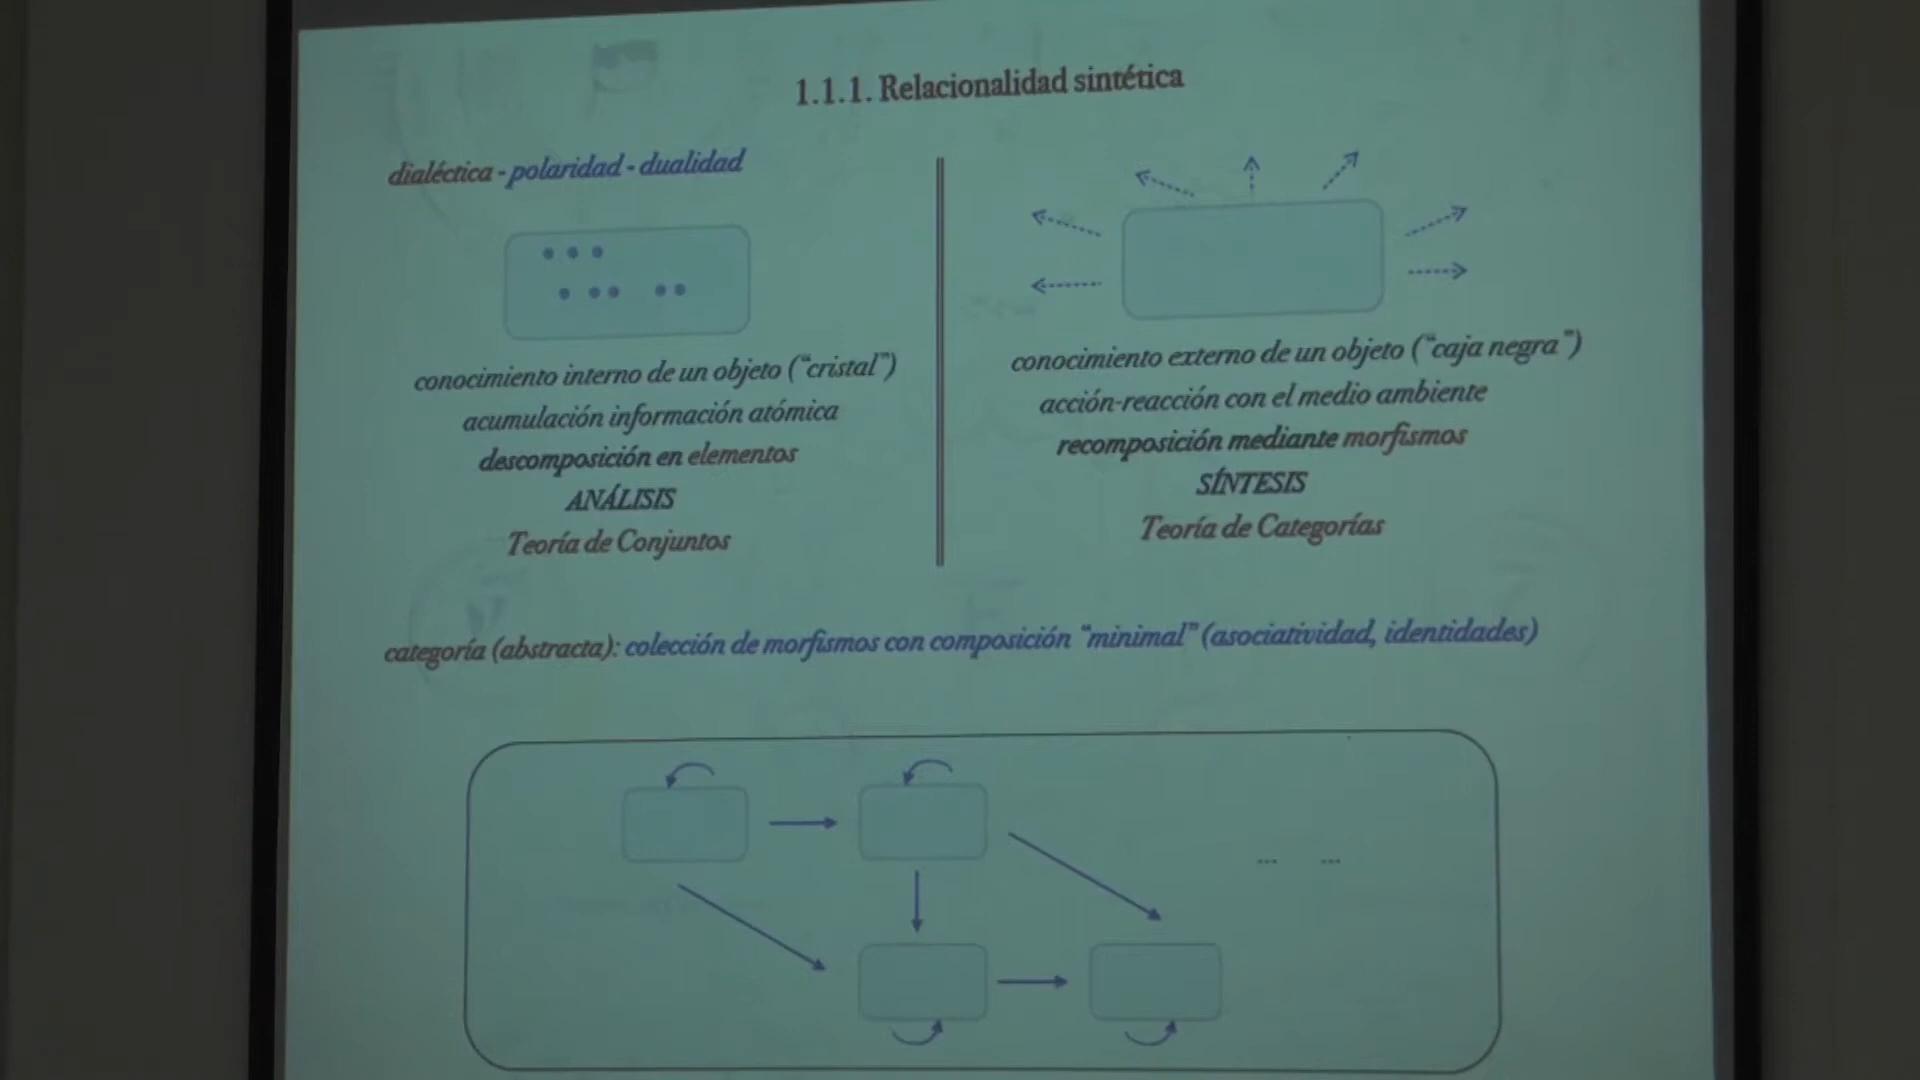 1.1.1. Relacionalidad sintética
dialéctica - polaridad - dualidad
conocimiento interno de un objeto (“cristal”)
acumulación información atómica
descomposición en elementos
ANÁLISIS
Teoría de Conjuntos
conocimiento externo de un objeto (“caja negra”)
acción-reacción con el medio ambiente
recomposición mediante morfismos
SÍNTESIS
Teoría de Categorías
categoría (abstracta): colección de morfismos con composición “minimal” (asociatividad, identidades)
... ...